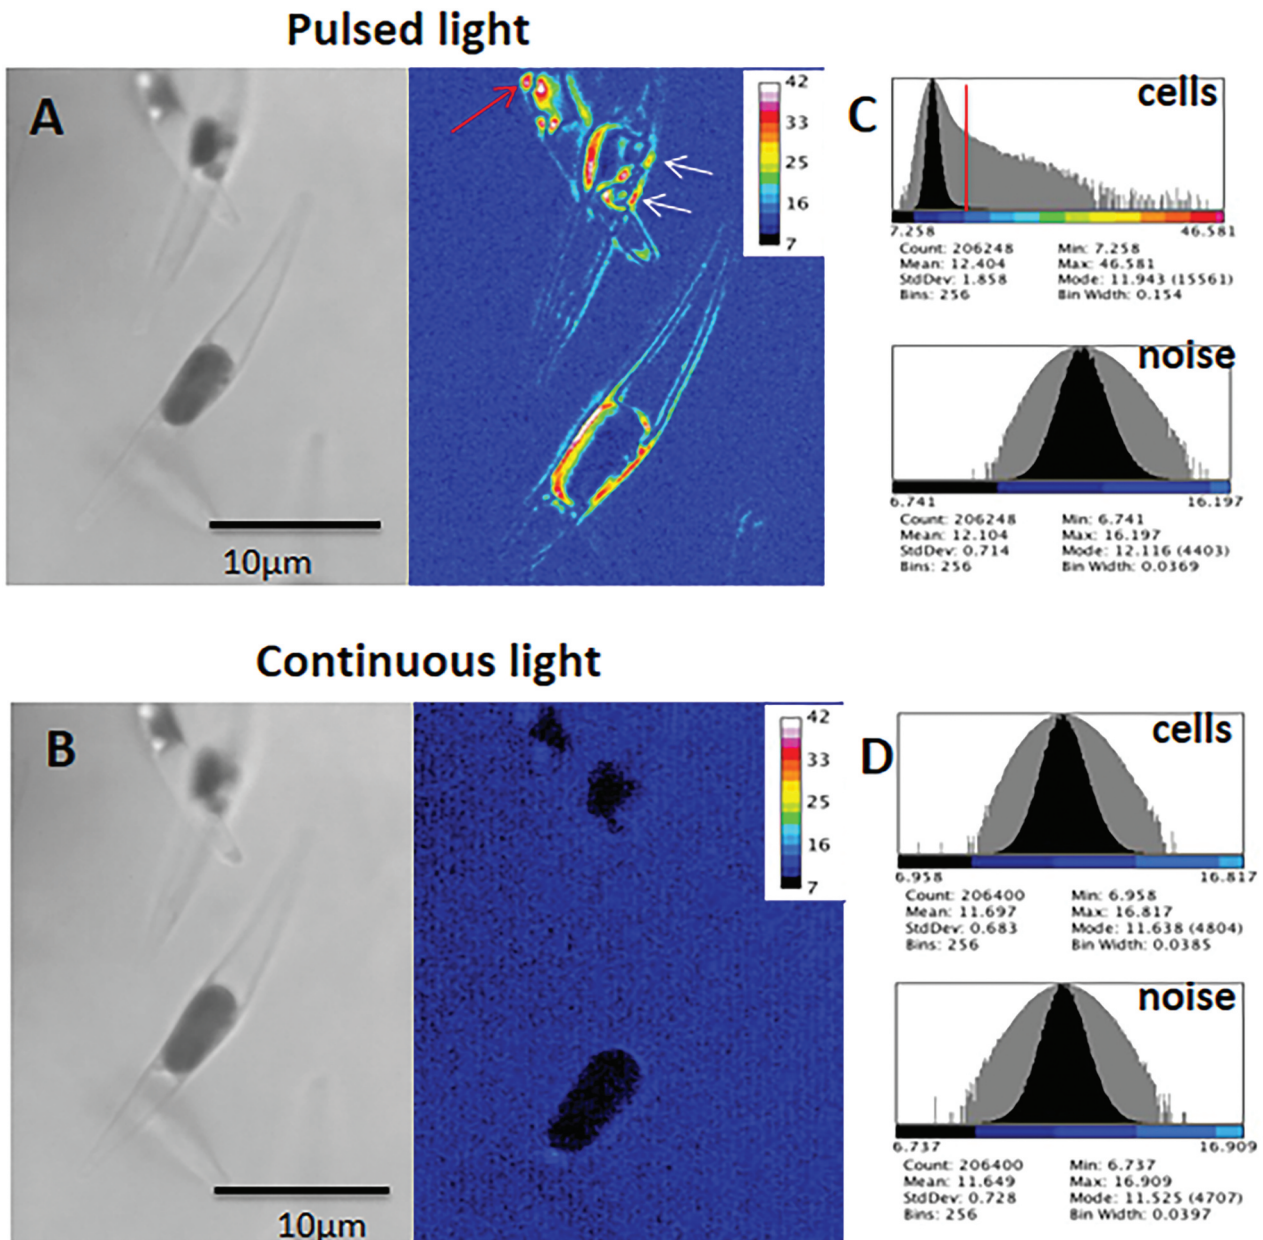 Pulsed light
A
10μm
42
33
25
16
7
C
cells
7.258 46.581
Count: 206248 Min: 7.258
Mean: 12.404 Max: 46.581
StdDev: 1.858 Mode: 11.943 (15561)
Bins: 256 Bin Width: 0.154
noise
6.741 16.197
Count: 206248 Min: 6.741
Mean: 12.104 Max: 16.197
StdDev: 0.714 Mode: 12.116 (4403)
Bins: 256 Bin Width: 0.0369
Continuous light
B
10μm
42
33
25
16
7
D
cells
6.958 16.817
Count: 206400 Min: 6.958
Mean: 11.697 Max: 16.817
StdDev: 0.683 Mode: 11.638 (4804)
Bins: 256 Bin Width: 0.0385
noise
6.737 16.909
Count: 206400 Min: 6.737
Mean: 11.649 Max: 16.909
StdDev: 0.728 Mode: 11.525 (4707)
Bins: 256 Bin Width: 0.0397